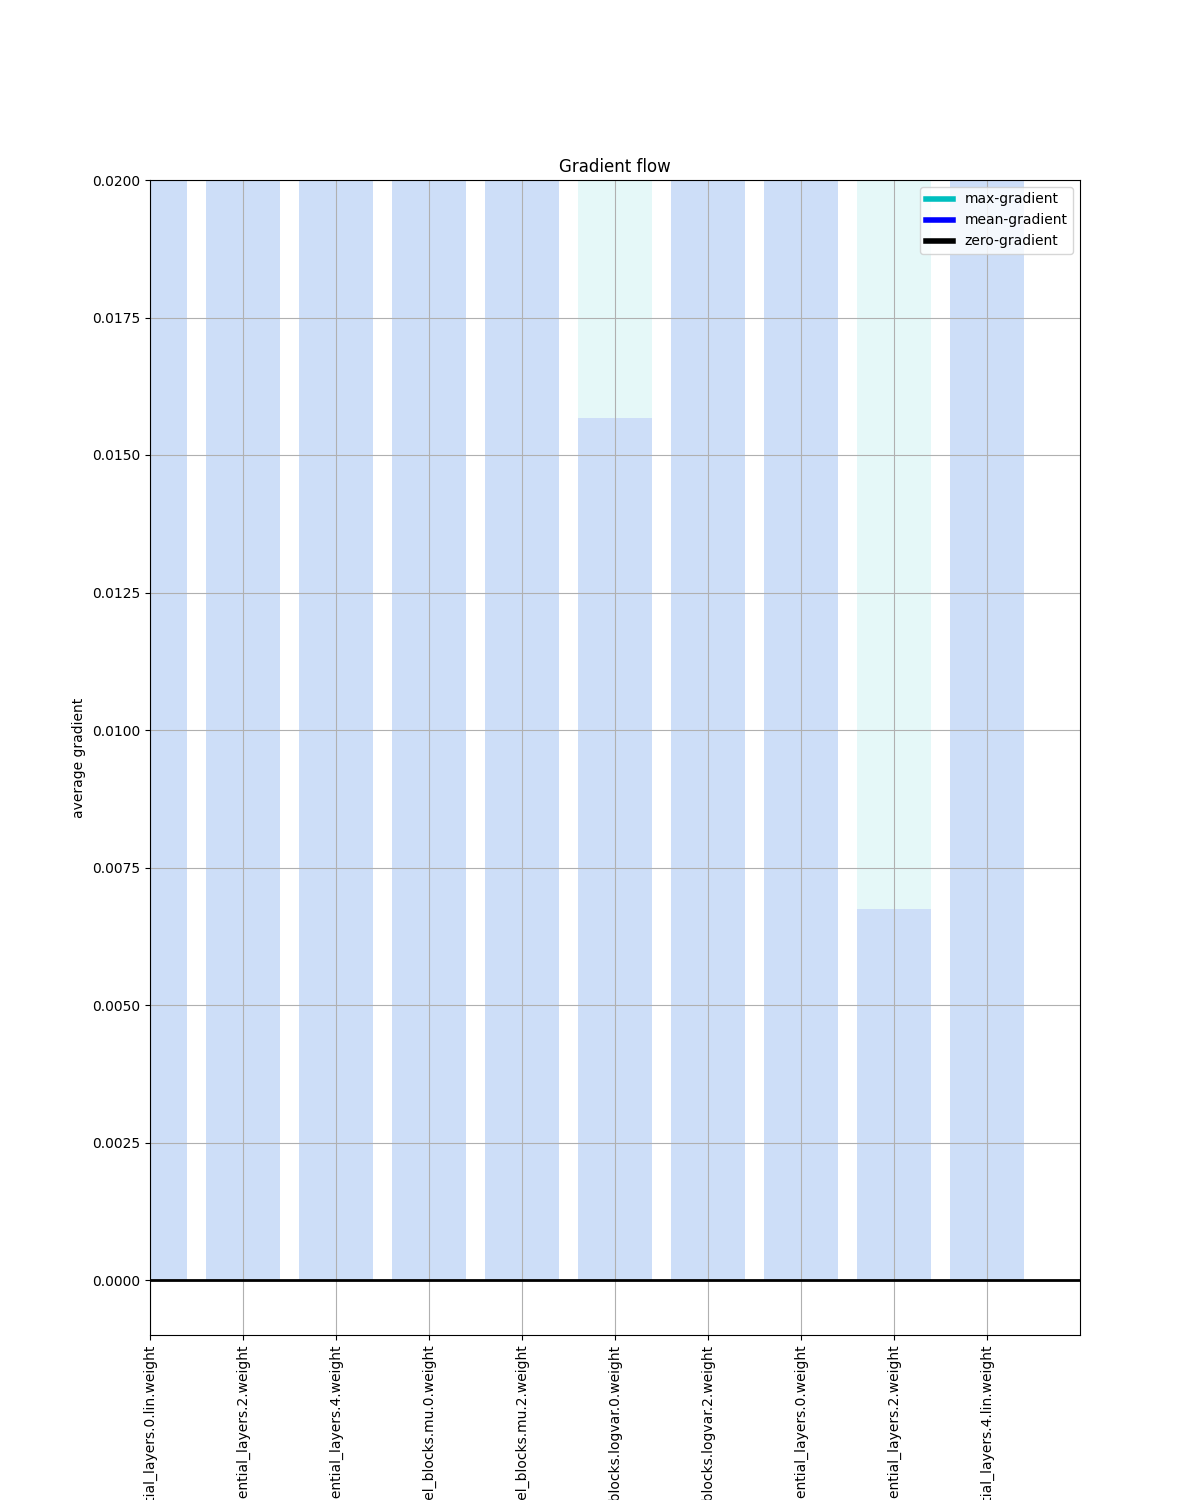 Gradient flow
0.0200
0.0175
0.0150
0.0125
0.0100
0.0075
0.0050
0.0025
0.0000
average gradient
max-gradient
mean-gradient
zero-gradient
tial_layers.0.lin.weight
ential_layers.2.weight
ential_layers.4.weight
el_blocks.mu.0.weight
el_blocks.mu.2.weight
blocks.logvar.0.weight
blocks.logvar.2.weight
ential_layers.0.weight
ential_layers.2.weight
tial_layers.4.lin.weight